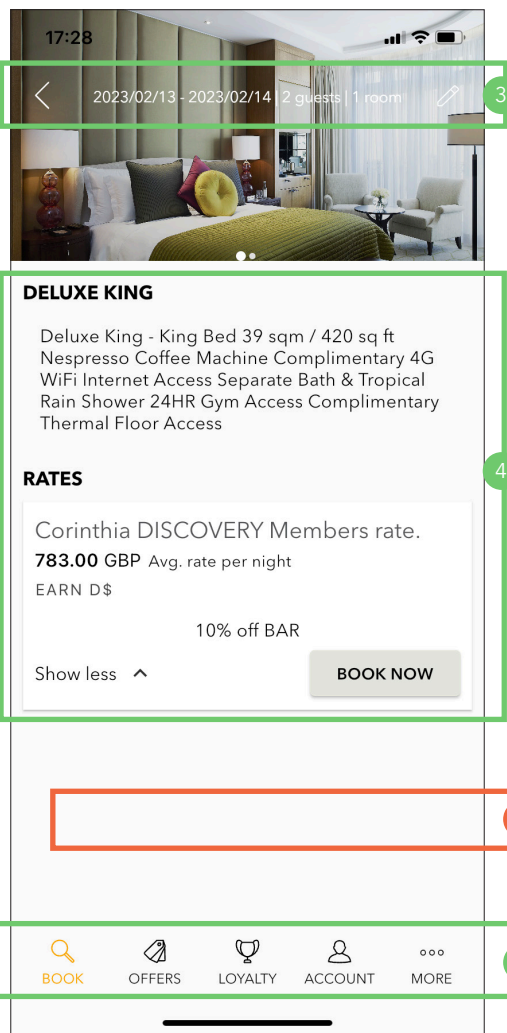 17:28
2023/02/13 - 2023/02/14 | 2 guests | 1 room
3
DELUXE KING
Deluxe King - King Bed 39 sqm / 420 sq ft
Nespresso Coffee Machine Complimentary 4G
WiFi Internet Access Separate Bath & Tropical
Rain Shower 24HR Gym Access Complimentary
Thermal Floor Access
4
RATES
Corinthia DISCOVERY Members rate.
783.00 GBP Avg. rate per night
EARN D$
10% off BAR
Show less
BOOK NOW
BOOK OFFERS LOYALTY ACCOUNT MORE